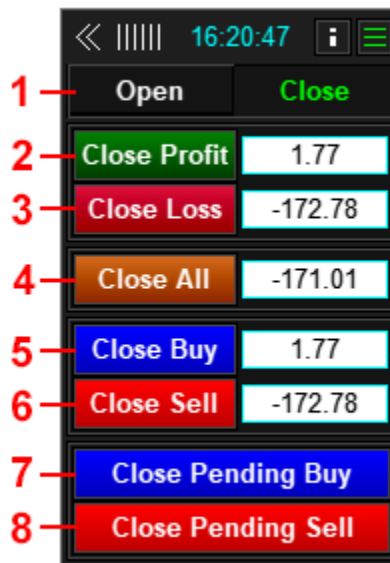 16:20:47 i
1 Open Close
2 Close Profit 1.77
3 Close Loss -172.78
4 Close All -171.01
5 Close Buy 1.77
6 Close Sell -172.78
7 Close Pending Buy
8 Close Pending Sell